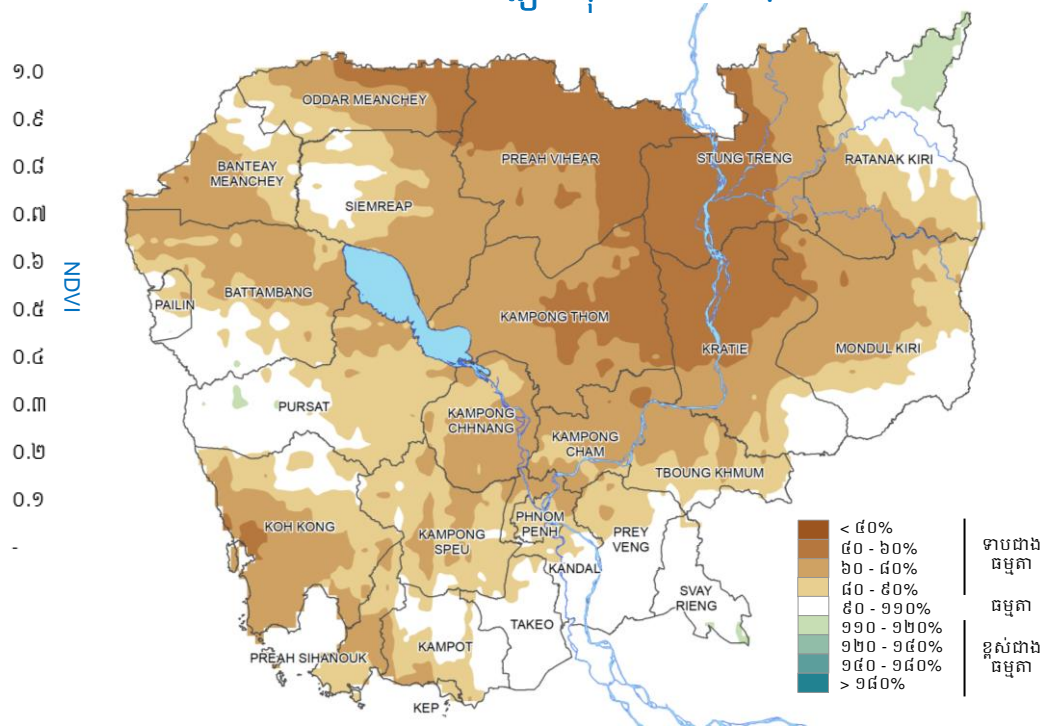 ១.០
០.៩
០.៨
០.៧
០.៦
០.៥
០.៤
០.៣
០.២
០.១
-
NDVI
ODDAR MEANCHEY
PREAH VIHEAR
STUNG TRENG
RATANAK KIRI
BANTEAY
MEANCHEY
SIEMREAP
BATTAMBANG
PAILIN
KAMPONG THOM
KRATIE
MONDUL KIRI
PURSAT
KAMPONG
CHHNANG
KAMPONG
CHAM
TBOUNG KHMUM
KOH KONG
KAMPONG
SPEU
PHNOM
PENH
PREY
VENG
KANDAL
SVAY
RIENG
TAKEO
KAMPOT
PREAH SIHANOUK
KEP
< ៤០%
៤០ - ៦០%
៦០ - ៨០%
៨០ - ៩០%
៩០ - ១១០%
១១០ - ១២០%
១២០ - ១៤០%
១៤០ - ១៨០%
> ១៨០%
ទាបជាង
ធម្មតា
ធម្មតា
ខ្ពស់ជាង
ធម្មតា